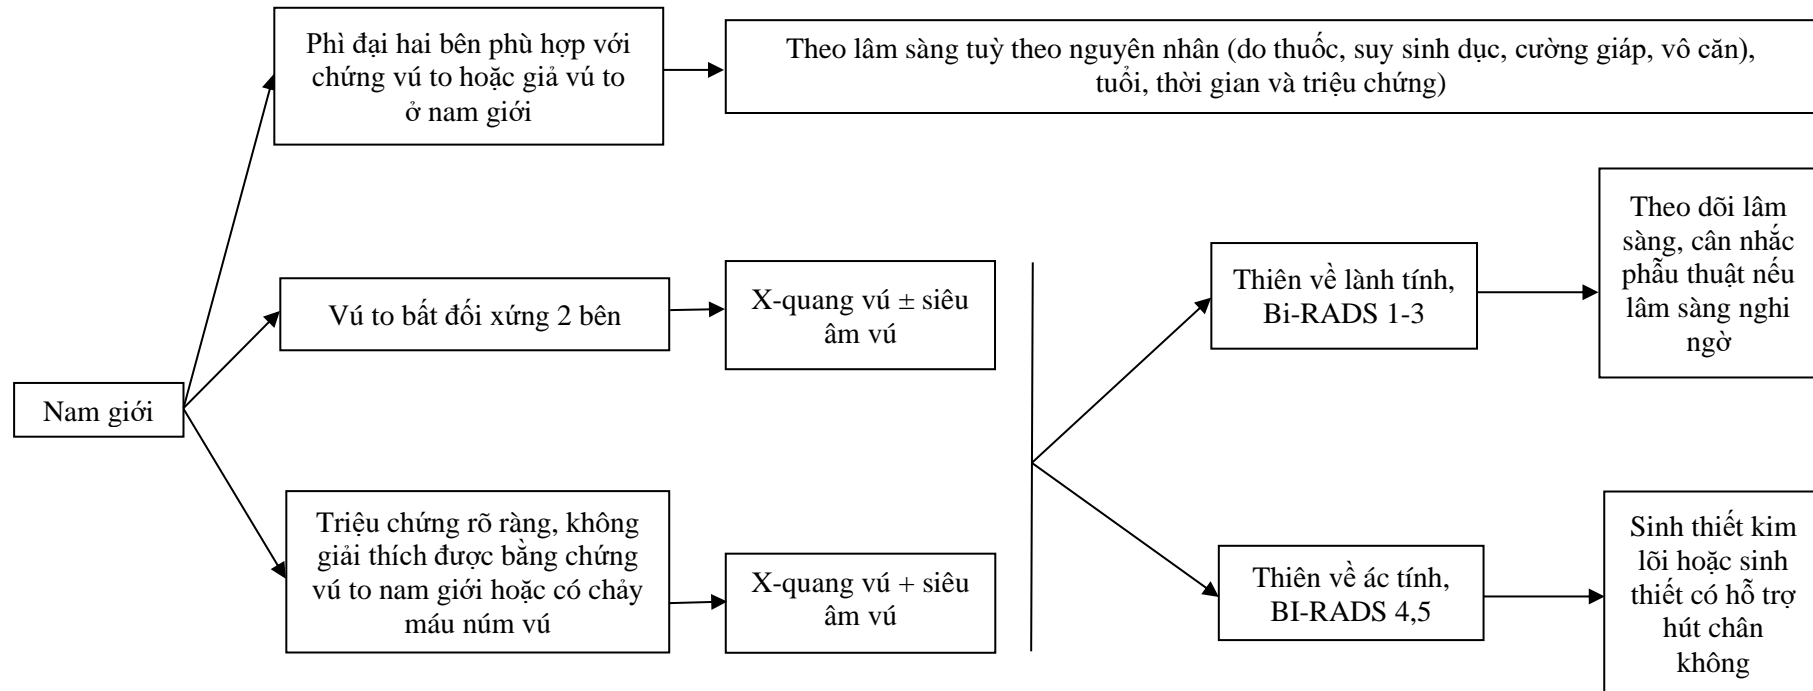 Phì đại hai bên phù hợp với
chứng vú to hoặc giả vú to
ở nam giới
Theo lâm sàng tuỳ theo nguyên nhân (do thuốc, suy sinh dục, cường giáp, vô căn),
tuổi, thời gian và triệu chứng)
Nam giới
Vú to bất đối xứng 2 bên
X-quang vú ± siêu
âm vú
Thiên về lành tính,
Bi-RADS 1-3
Theo dõi lâm
sàng, cân nhắc
phẫu thuật nếu
lâm sàng nghi
ngờ
Triệu chứng rõ ràng, không
giải thích được bằng chứng
vú to nam giới hoặc có chảy
máu núm vú
X-quang vú + siêu
âm vú
Thiên về ác tính,
BI-RADS 4,5
Sinh thiết kim
lõi hoặc sinh
thiết có hỗ trợ
hút chân
không